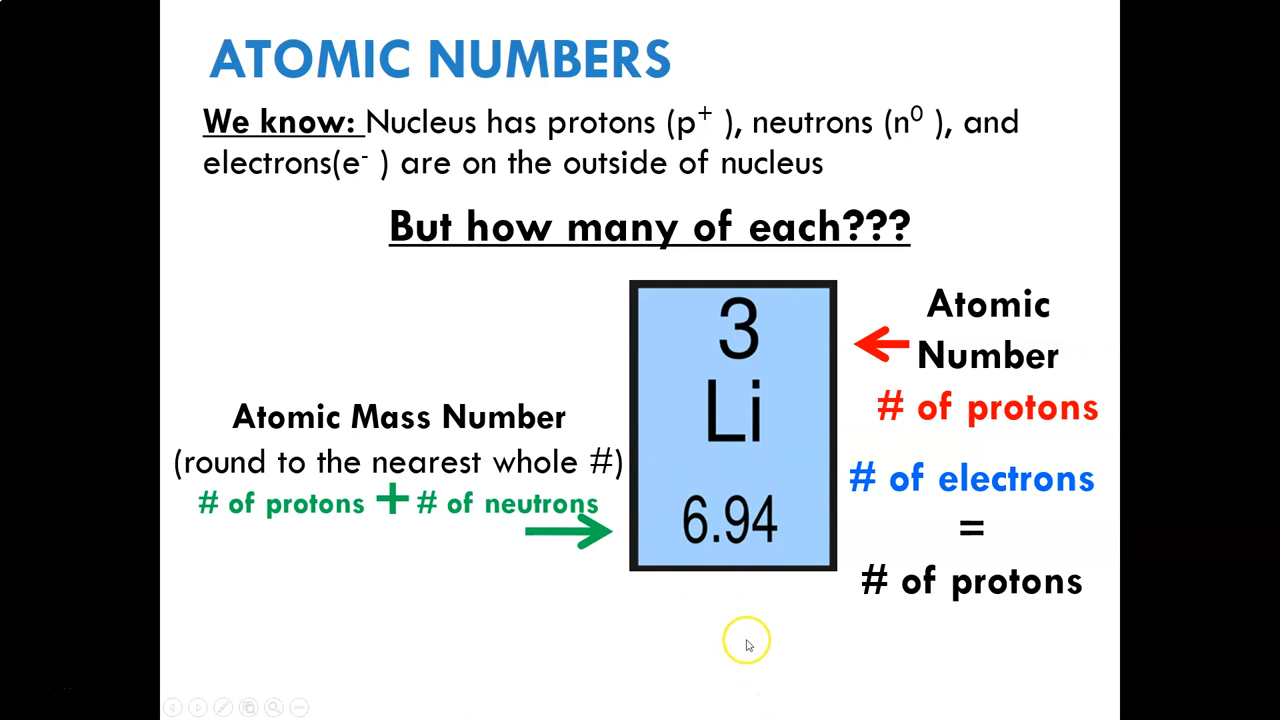 ATOMIC NUMBERS
We know: Nucleus has protons (p⁺ ), neutrons (n⁰ ), and
electrons(e⁻ ) are on the outside of nucleus
But how many of each???
3
Li
6.94
Atomic
Number
# of protons
# of electrons
=
# of protons
Atomic Mass Number
(round to the nearest whole #)
# of protons + # of neutrons